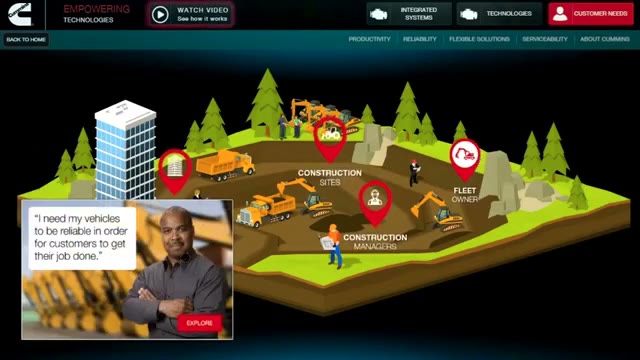 EMPOWERING
TECHNOLOGIES
WATCH VIDEO
See how it works
INTEGRATED
SYSTEMS
TECHNOLOGIES
CUSTOMER NEEDS
BACK TO HOME
PRODUCTIVITY
RELIABILITY
FLEXIBLE SOLUTIONS
SERVICEABILITY
ABOUT CUMMINS
CONSTRUCTION
SITES
FLEET
OWNER
CONSTRUCTION
MANAGERS
"I need my vehicles
to be reliable in order
for customers to get
their job done."
EXPLORE